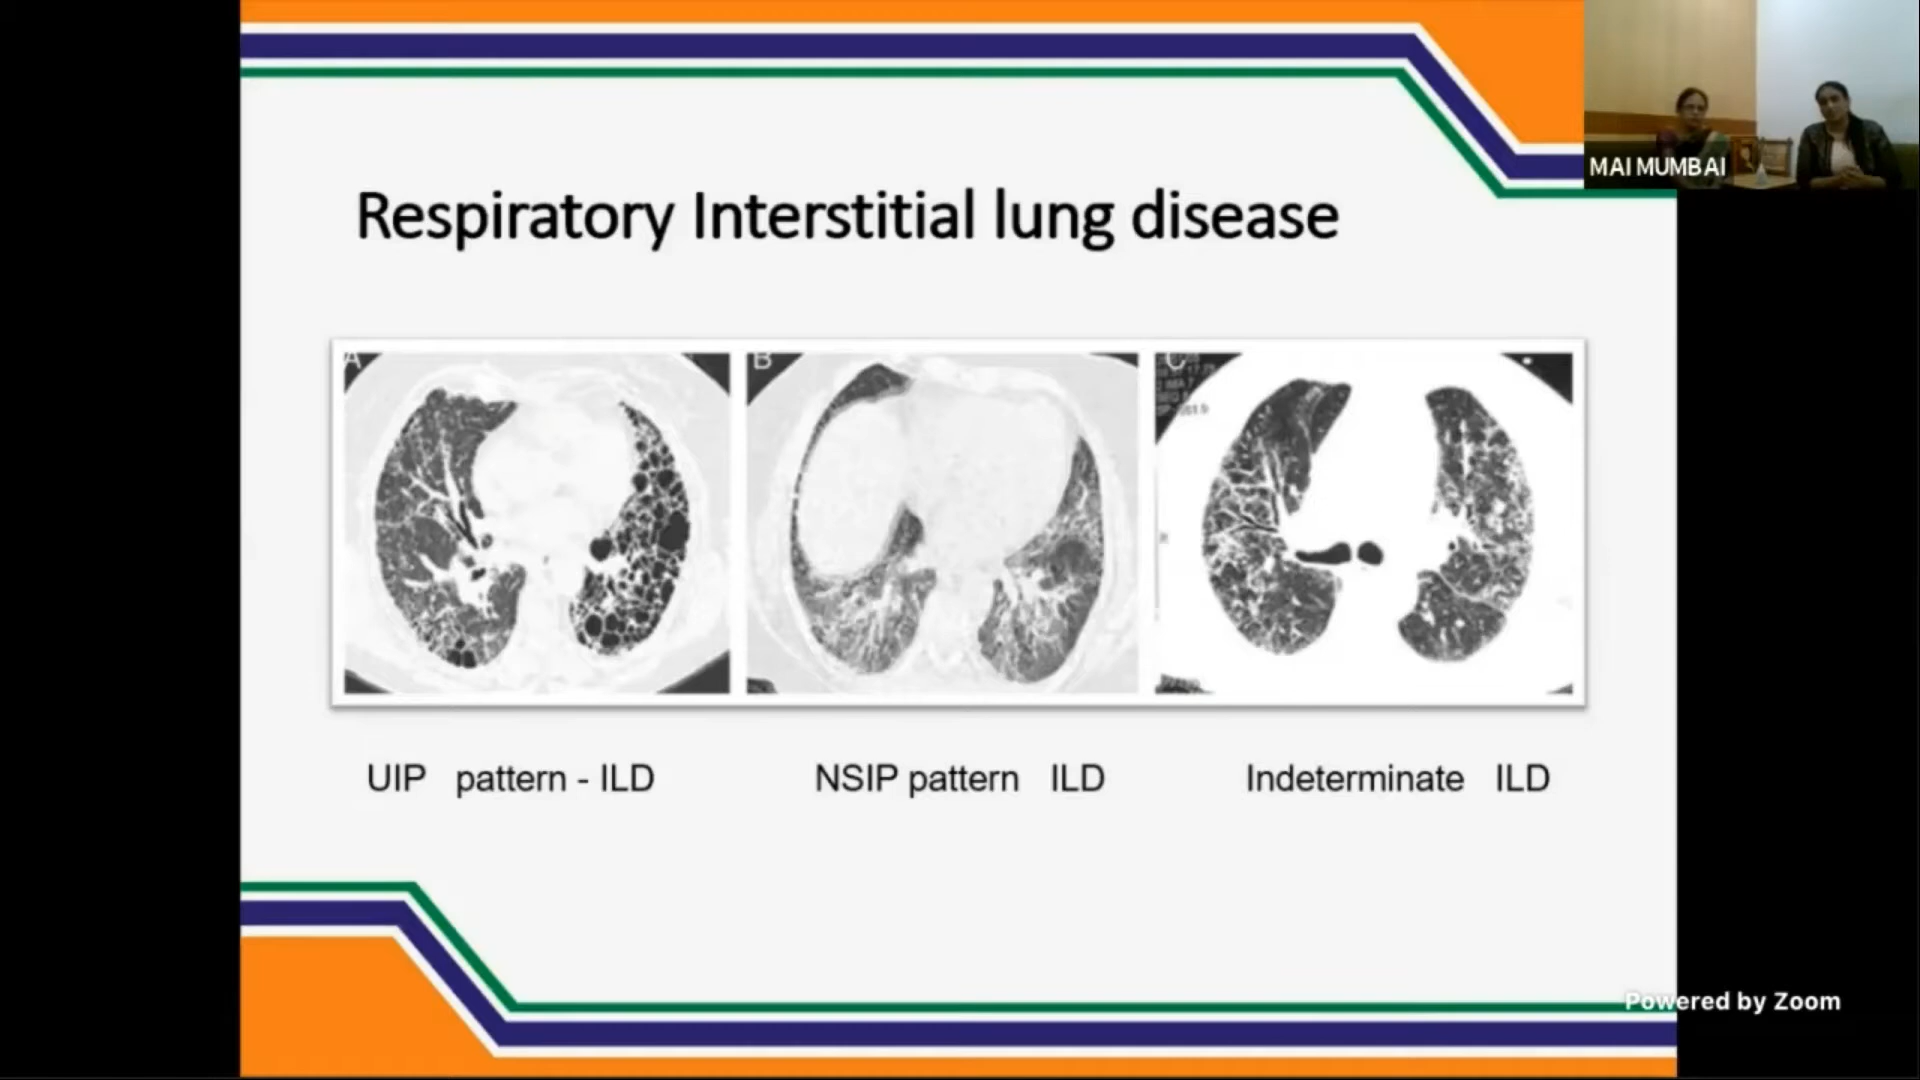 MAI MUMBAI
Respiratory Interstitial lung disease
A
B
C
UIP pattern - ILD
NSIP pattern ILD
Indeterminate ILD
Powered by Zoom